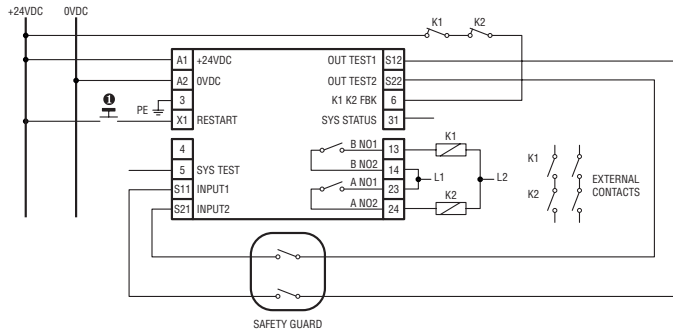 +24VDC 0VDC
K1 K2
A1 +24VDC OUT TEST1 S12
A2 0VDC OUT TEST2 S22
PE 3 K1 K2 FBK 6
1
X1 RESTART SYS STATUS 31
4 B NO1 13 K1
5 SYS TEST B NO2 14
L1 L2
S11 INPUT1 A NO1 23
S21 INPUT2 A NO2 24 K2
K1
K2
EXTERNAL
CONTACTS
SAFETY GUARD